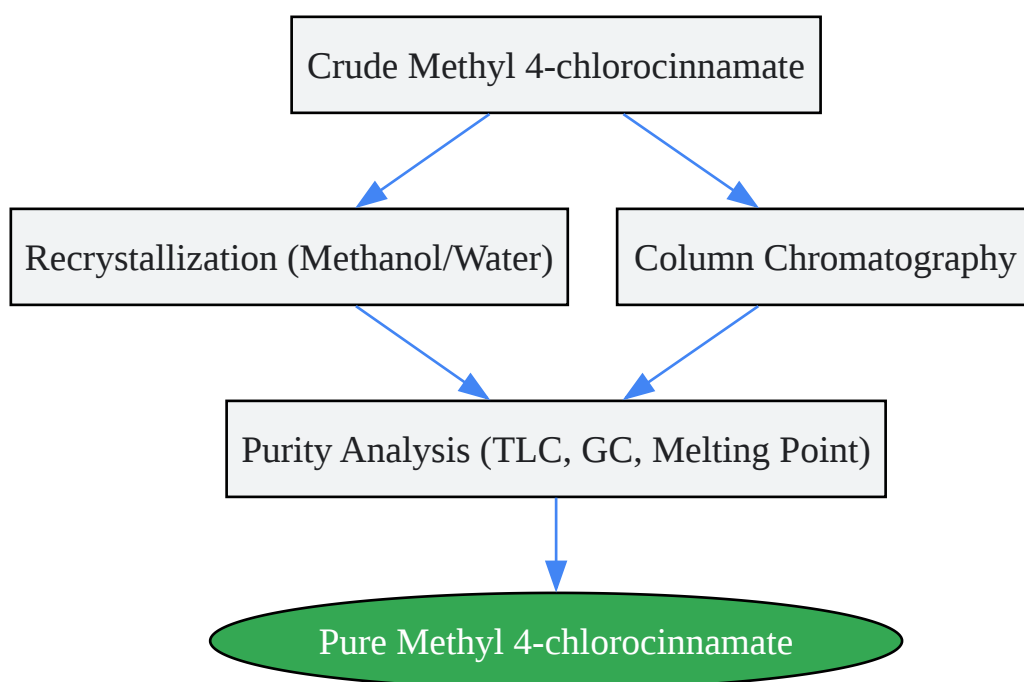 Crude Methyl 4-chlorocinnamate
Recrystallization (Methanol/Water)
Column Chromatography
Purity Analysis (TLC, GC, Melting Point)
Pure Methyl 4-chlorocinnamate